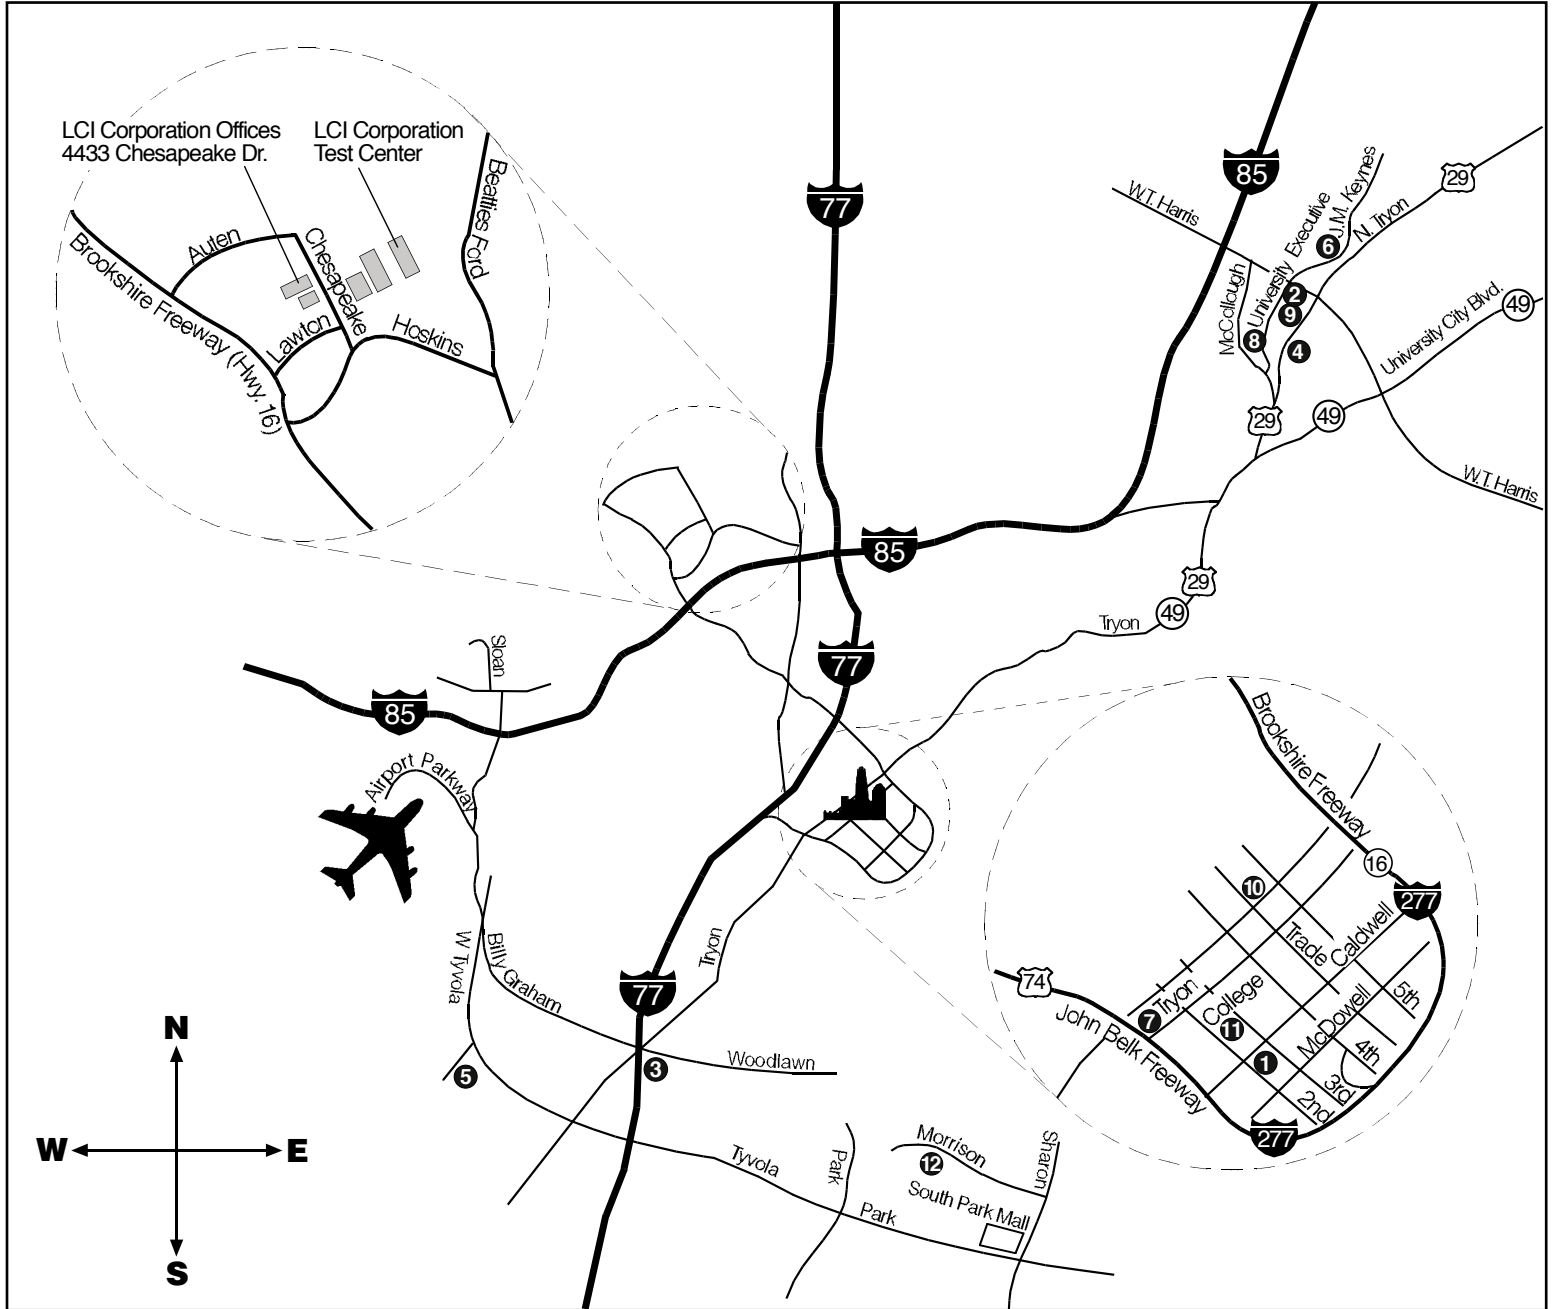 LCI Corporation Offices
4433 Chesapeake Dr.
LCI Corporation
Test Center
Beatties Ford
Auten
Chesapeake
Brookshire Freeway (Hwy. 16)
Lawton
Hoskins
77
85
W.T. Harris
J.M. Keynes
29
N. Tryon
University Executive
6
McCollough
2
9
8
4
University City Blvd.
49
29
49
W.T. Harris
85
29
49
Tryon
77
Sloan
85
Airport Parkway
Brookshire Freeway
16
277
10
Trade
Caldwell
74
Tryon
College
7
11
McDowell
5th
John Belk Freeway
1
4th
3rd
2nd
277
W Tyvola
Billy Graham
Tryon
77
Woodlawn
3
5
N
W
E
S
Tyvola
Park
Park
Morrison
12
South Park Mall
Sharon